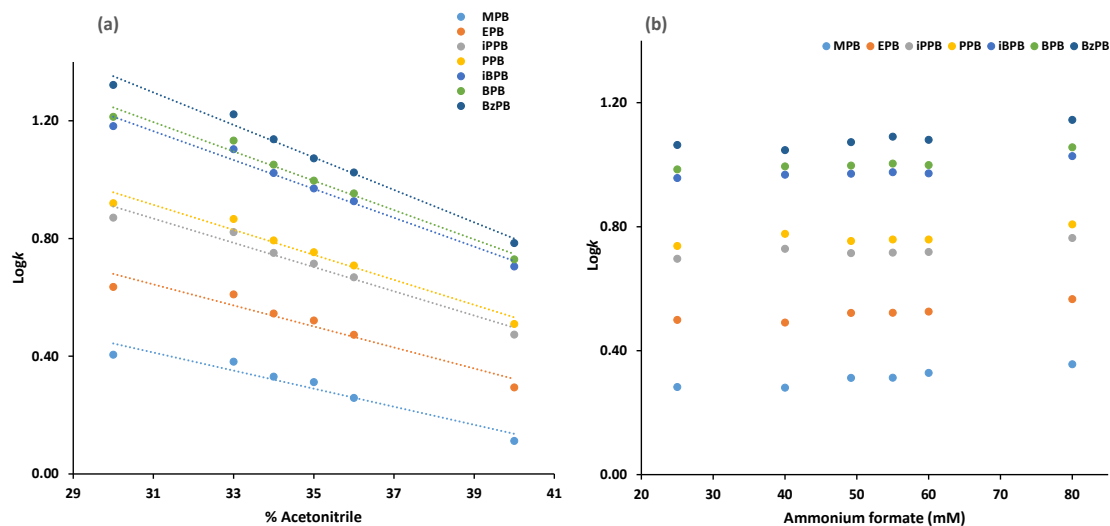 (a)
MPB
EPB
iPPB
PPB
iBPB
BPB
BzPB
Logk
1.20
0.80
0.40
0.00
29 31 33 35 37 39 41
% Acetonitrile
(b)
MPB EPB iPPB PPB iBPB BPB BzPB
Logk
1.20
0.80
0.40
0.00
20 30 40 50 60 70 80
Ammonium formate (mM)